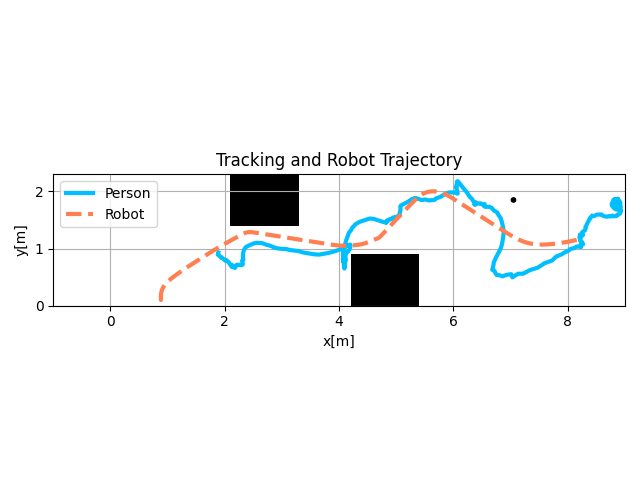 Tracking and Robot Trajectory
Person
Robot
y[m]
2
1
0
0 2 4 6 8
x[m]